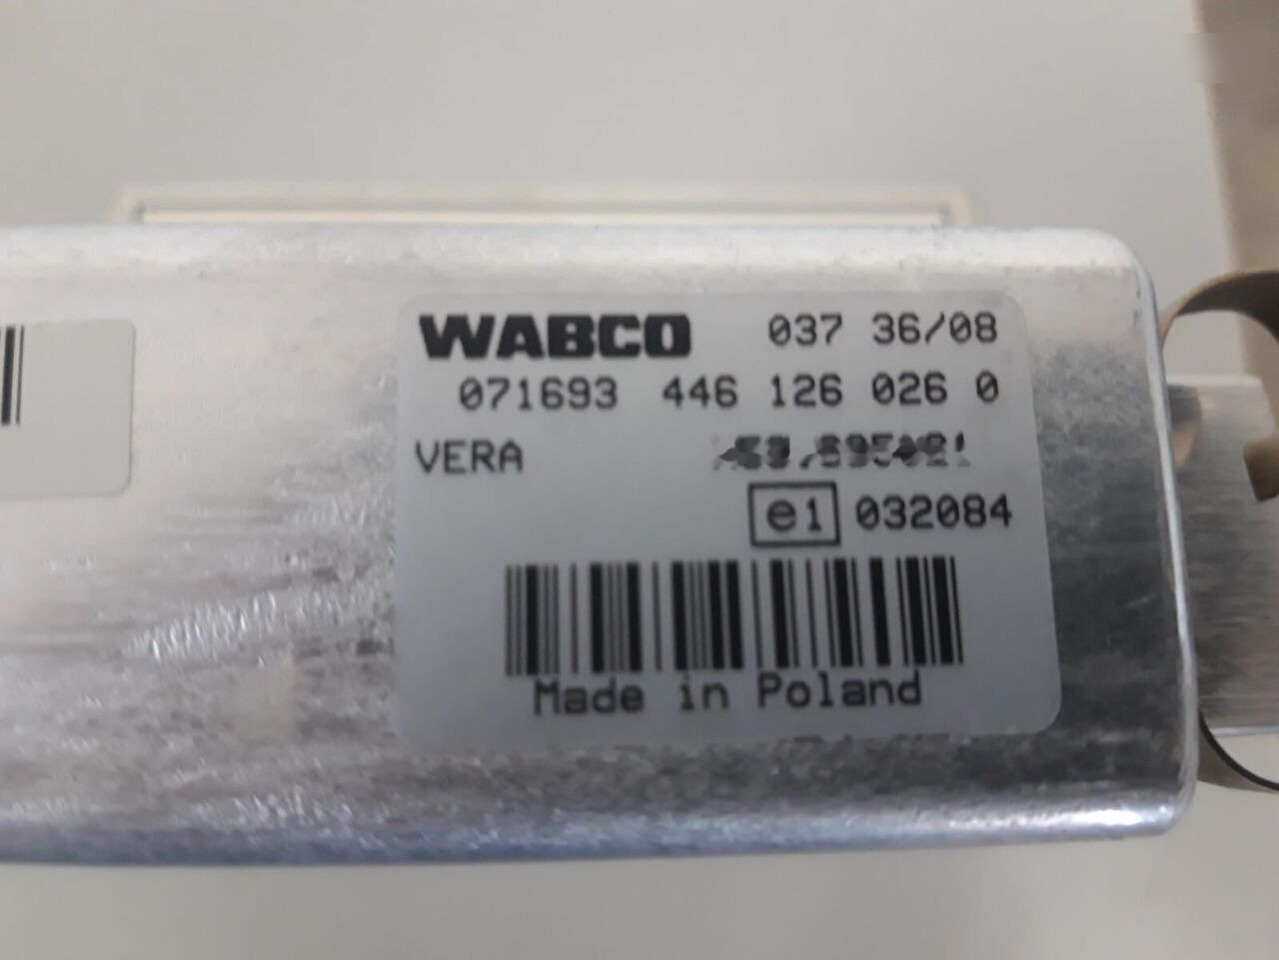 WABCO 037 36/08
071693 446 126 026 0
VERA
e1 032084
Made in Poland